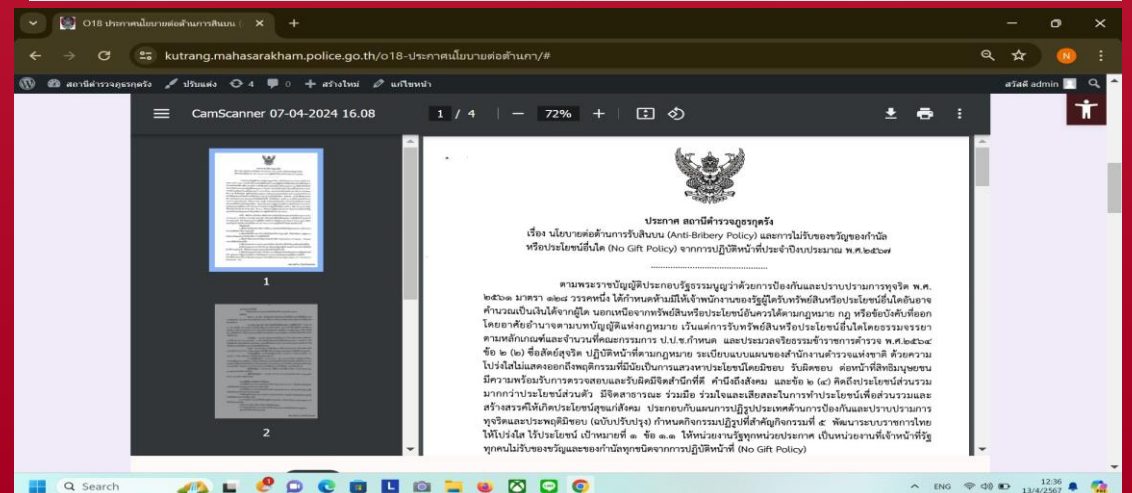 O18 ประกาศนโยบายต่อต้านการสินบน (
kutrang.mahasarakham.police.go.th/o18-ประกาศนโยบายต่อต้านกา/#
สถานีตำรวจภูธรกุดรัง ปรับแต่ง 4 0 + สร้างใหม่ แก้ไขหน้า สวัสดี admin
CamScanner 07-04-2024 16.08 1 / 4 72%
1
2
ประกาศ สถานีตำรวจภูธรกุดรัง
เรื่อง นโยบายต่อต้านการรับสินบน (Anti-Bribery Policy) และการไม่รับของขวัญของกำนัล
หรือประโยชน์อื่นใด (No Gift Policy) จากการปฏิบัติหน้าที่ประจำปีงบประมาณ พ.ศ.๒๕๖๗
ตามพระราชบัญญัติประกอบรัฐธรรมนูญว่าด้วยการป้องกันและปราบปรามการทุจริต พ.ศ.
๒๕๖๑ มาตรา ๑๒๘ วรรคหนึ่ง ได้กำหนดห้ามมิให้เจ้าพนักงานของรัฐผู้ใดรับทรัพย์สินหรือประโยชน์อื่นใดอันอาจ
คำนวณเป็นเงินได้จากผู้ใด นอกเหนือจากทรัพย์สินหรือประโยชน์อันควรได้ตามกฎหมาย กฎ หรือข้อบังคับที่ออก
โดยอาศัยอำนาจตามบทบัญญัติแห่งกฎหมาย เว้นแต่การรับทรัพย์สินหรือประโยชน์อื่นใดโดยธรรมจรรยา
ตามหลักเกณฑ์และจำนวนที่คณะกรรมการ ป.ป.ช.กำหนด และประมวลจริยธรรมข้าราชการตำรวจ พ.ศ.๒๕๖๔
ข้อ ๒ (๒) ซื่อสัตย์สุจริต ปฏิบัติหน้าที่ตามกฎหมาย ระเบียบแบบแผนของสำนักงานตำรวจแห่งชาติ ด้วยความ
โปร่งใสไม่แสดงออกถึงพฤติกรรมที่มีนัยเป็นการแสวงหาประโยชน์โดยมิชอบ รับผิดชอบ ต่อหน้าที่สิทธิมนุษยชน
มีความพร้อมรับการตรวจสอบและรับผิดมีจิตสำนึกที่ดี คำนึงถึงสังคม และข้อ ๒ (๔) คิดถึงประโยชน์ส่วนรวม
มากกว่าประโยชน์ส่วนตัว มีจิตสาธารณะ ร่วมมือ ร่วมใจและเสียสละในการทำประโยชน์เพื่อส่วนรวมและ
สร้างสรรค์ให้เกิดประโยชน์สุขแก่สังคม ประกอบกับแผนการปฏิรูปประเทศด้านการป้องกันและปราบปรามการ
ทุจริตและประพฤติมิชอบ (ฉบับปรับปรุง) กำหนดกิจกรรมปฏิรูปที่สำคัญกิจกรรมที่ ๕ พัฒนาระบบราชการไทย
ให้โปร่งใส ไร้ประโยชน์ เป้าหมายที่ ๑ ข้อ ๑.๑ ให้หน่วยงานรัฐทุกหน่วยประกาศ เป็นหน่วยงานที่เจ้าหน้าที่รัฐ
ทุกคนไม่รับของขวัญและของกำนัลทุกชนิดจากการปฏิบัติหน้าที่ (No Gift Policy)
Search ENG 12:36
13/4/2567